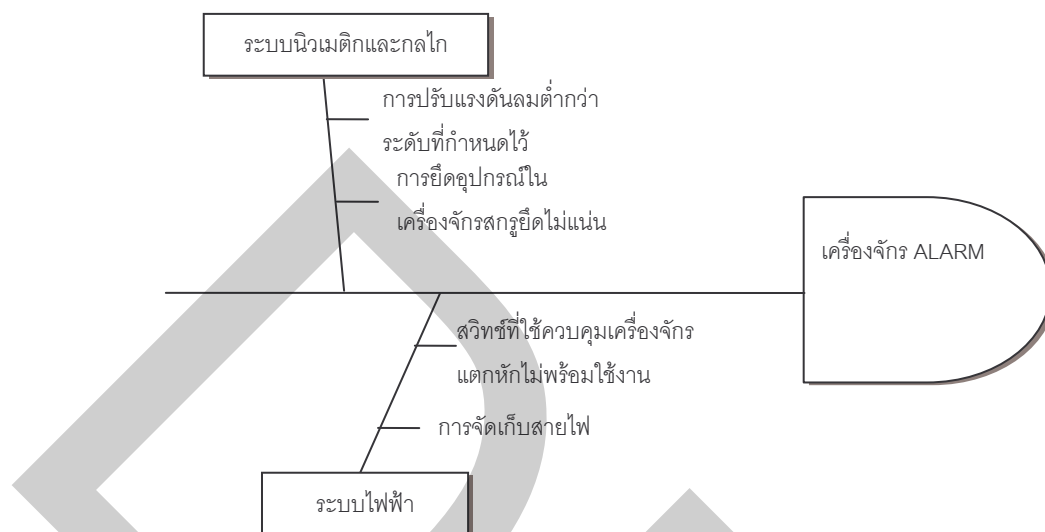 ระบบนิวเมติกและกลไก
การปรับแรงดันลมต่ำกว่า
ระดับที่กำหนดไว้
การยึดอุปกรณ์ใน
เครื่องจักรสกรูยึดไม่แน่น
เครื่องจักร ALARM
สวิทช์ที่ใช้ควบคุมเครื่องจักร
แตกหักไม่พร้อมใช้งาน
การจัดเก็บสายไฟ
ระบบไฟฟ้า